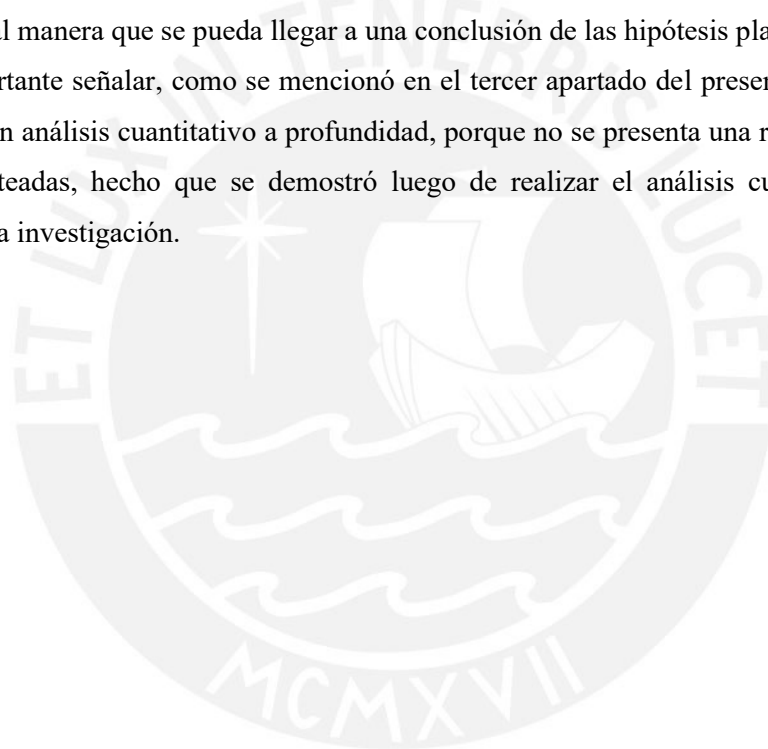 al manera que se pueda llegar a una conclusión de las hipótesis pla
rtante señalar, como se mencionó en el tercer apartado del presen
n análisis cuantitativo a profundidad, porque no se presenta una r
teadas, hecho que se demostró luego de realizar el análisis cu
a investigación.
ET LUX IN TENEBRIS LUCET
MCMXVII